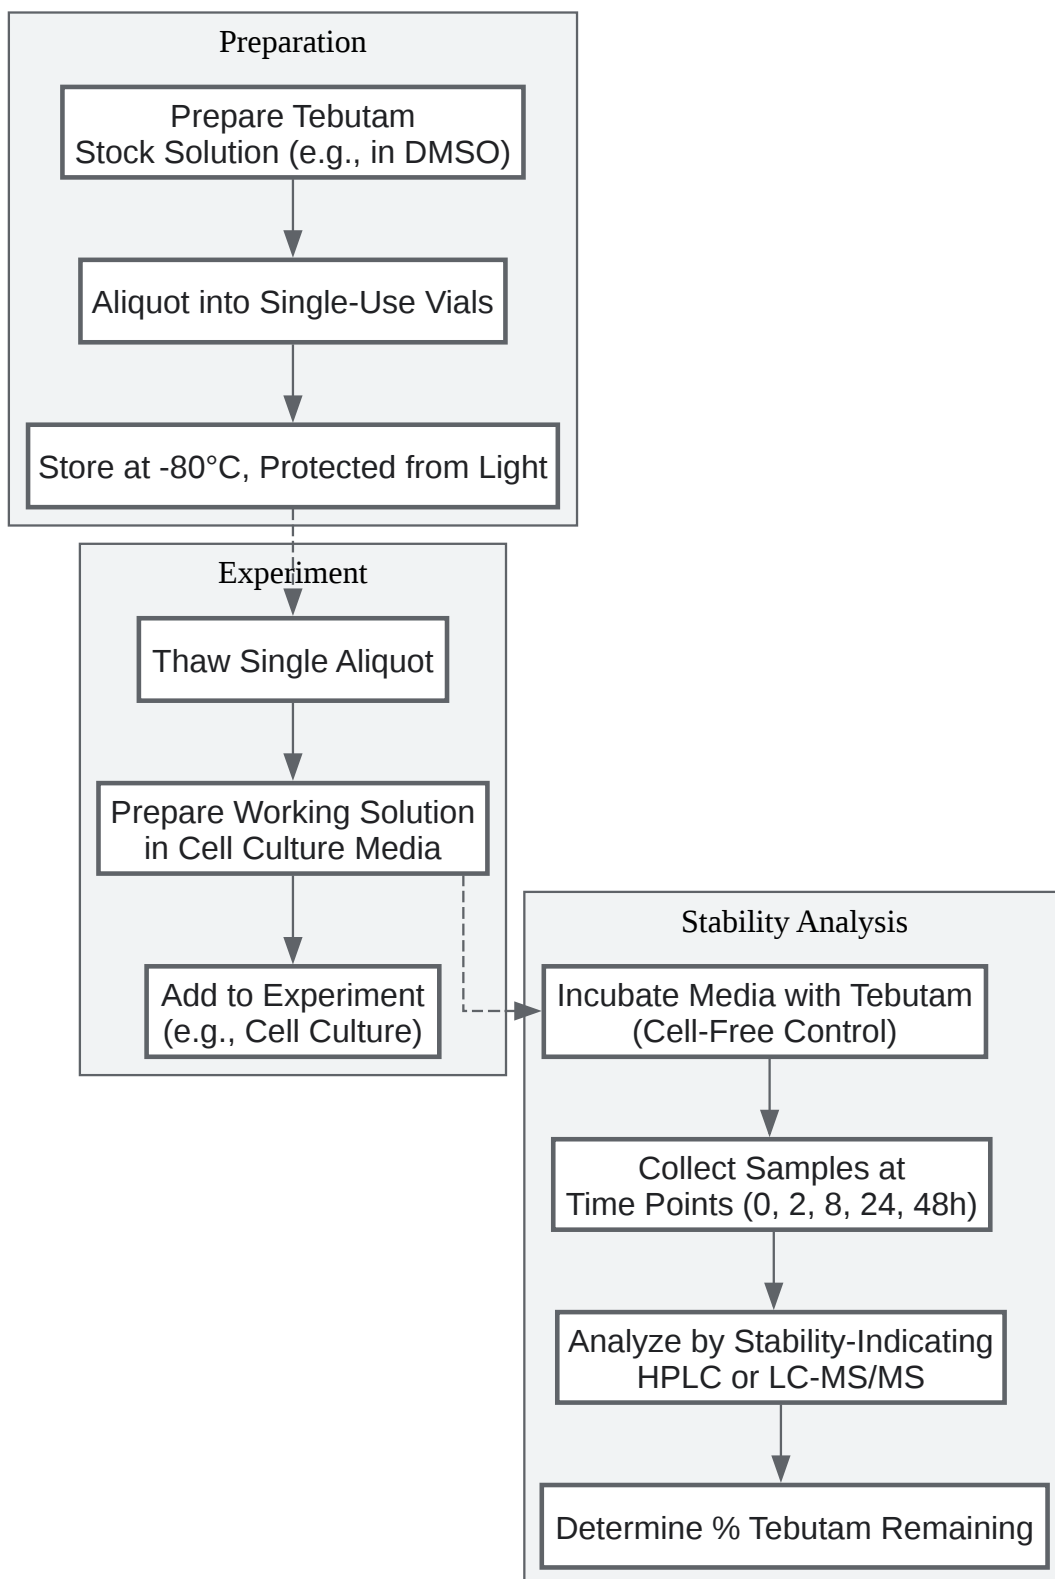 Preparation
Prepare Tebutam
Stock Solution (e.g., in DMSO)
Aliquot into Single-Use Vials
Store at -80°C, Protected from Light
Experiment
Thaw Single Aliquot
Prepare Working Solution
in Cell Culture Media
Add to Experiment
(e.g., Cell Culture)
Stability Analysis
Incubate Media with Tebutam
(Cell-Free Control)
Collect Samples at
Time Points (0, 2, 8, 24, 48h)
Analyze by Stability-Indicating
HPLC or LC-MS/MS
Determine % Tebutam Remaining